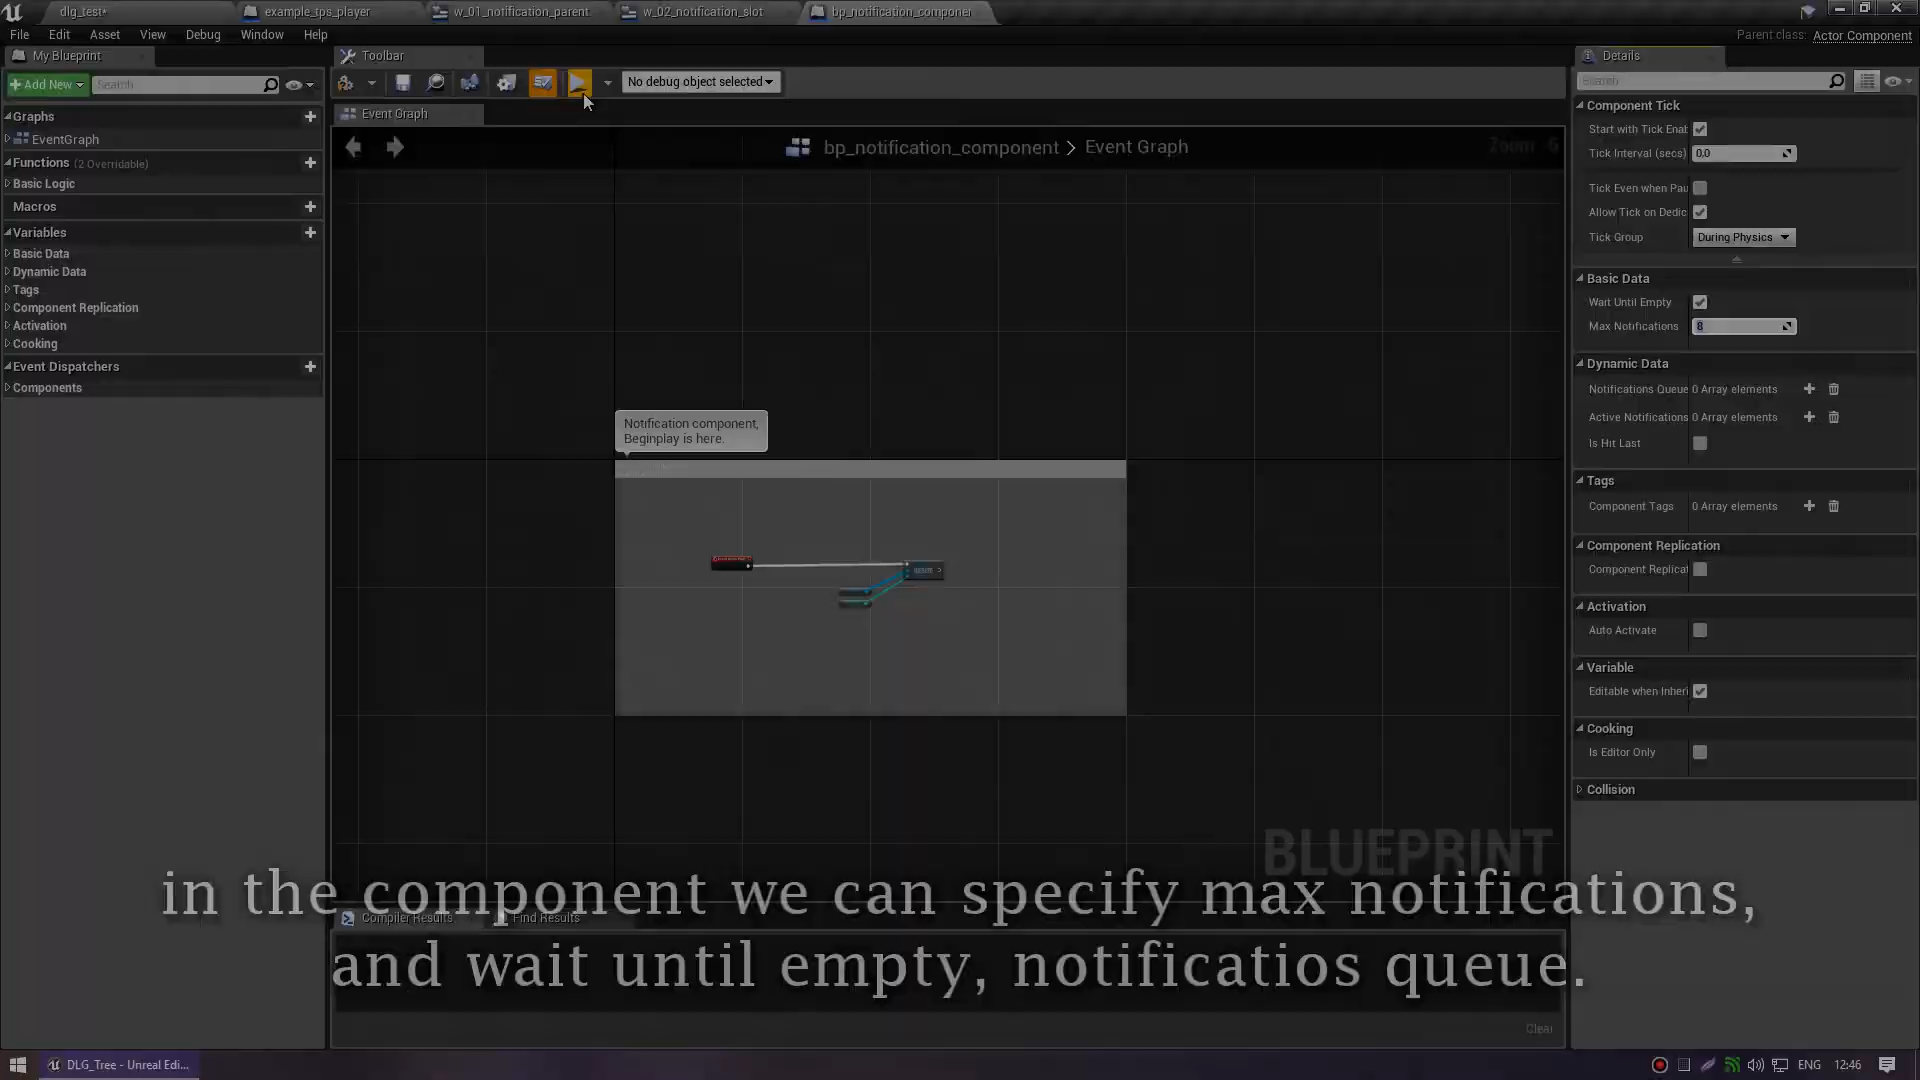 dlg_test*
example_tps_player
w_01_notification_parent
w_02_notification_slot
bp_notification_component
File
Edit
Asset
View
Debug
Window
Help
Parent class: Actor Component
My Blueprint
Toolbar
Details
Add New
Search
No debug object selected
Search
Event Graph
Graphs
EventGraph
Functions (2 Overridable)
Basic Logic
Macros
Variables
Basic Data
Dynamic Data
Tags
Component Replication
Activation
Cooking
Event Dispatchers
Components
bp_notification_component > Event Graph
Zoom -6
Notification component,
Beginplay is here.
BLUEPRINT
Component Tick
Start with Tick Enab
Tick Interval (secs)
0.0
Tick Even when Pau
Allow Tick on Dedic
Tick Group
During Physics
Basic Data
Wait Until Empty
Max Notifications
8
Dynamic Data
Notifications Queue
0 Array elements
Active Notifications
0 Array elements
Is Hit Last
Tags
Component Tags
0 Array elements
Component Replication
Component Replicat
Activation
Auto Activate
Variable
Editable when Inheri
Cooking
Is Editor Only
Collision
in the component we can specify max notifications,
and wait until empty, notificatios queue.
Compiler Results
Find Results
Clear
DLG_Tree - Unreal Edi...
ENG
12:46